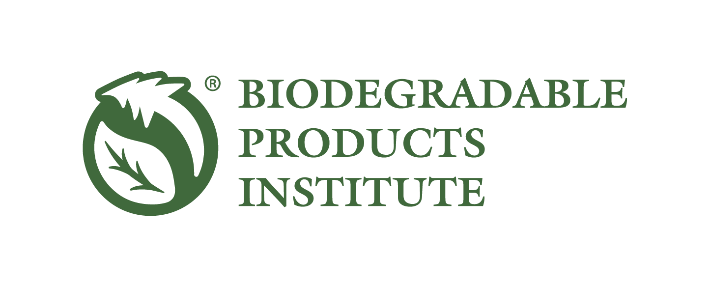 ®
BIODEGRADABLE
PRODUCTS
INSTITUTE